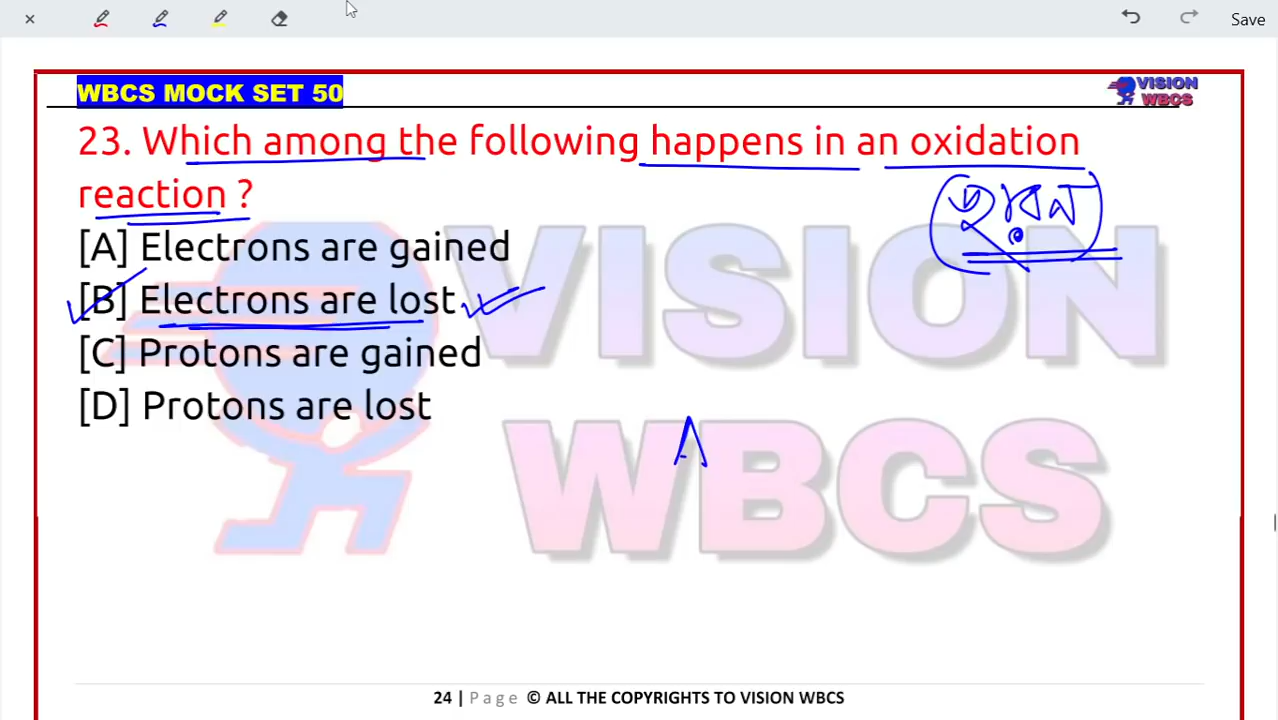 Save
WBCS MOCK SET 50
VISION
WBCS
23. Which among the following happens in an oxidation
reaction ?
[A] Electrons are gained
[B] Electrons are lost
[C] Protons are gained
[D] Protons are lost
VISION
WBCS
24 | Page © ALL THE COPYRIGHTS TO VISION WBCS